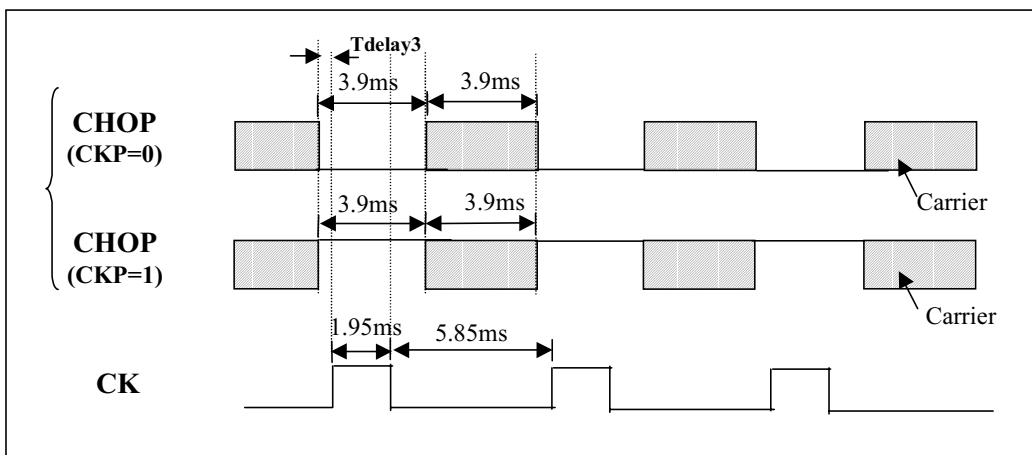 Tdelay3
3.9ms 3.9ms
CHOP
(CKP=0)
Carrier
3.9ms 3.9ms
CHOP
(CKP=1)
Carrier
1.95ms 5.85ms
CK